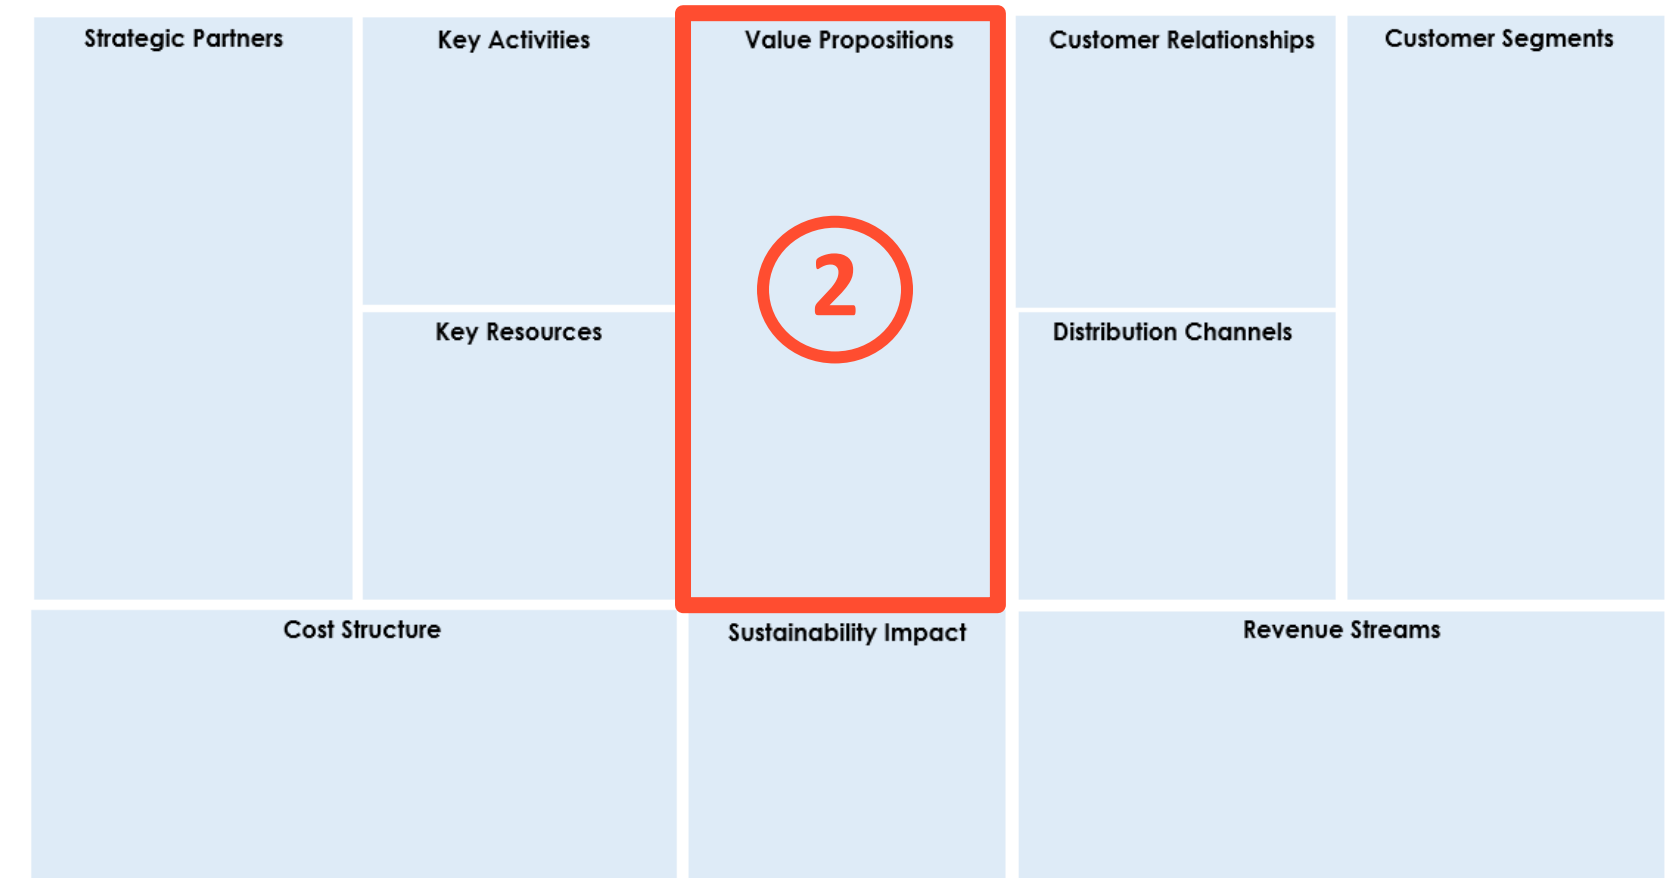 Strategic Partners
Key Activities
Value Propositions
Customer Relationships
Customer Segments
2
Key Resources
Distribution Channels
Cost Structure
Sustainability Impact
Revenue Streams